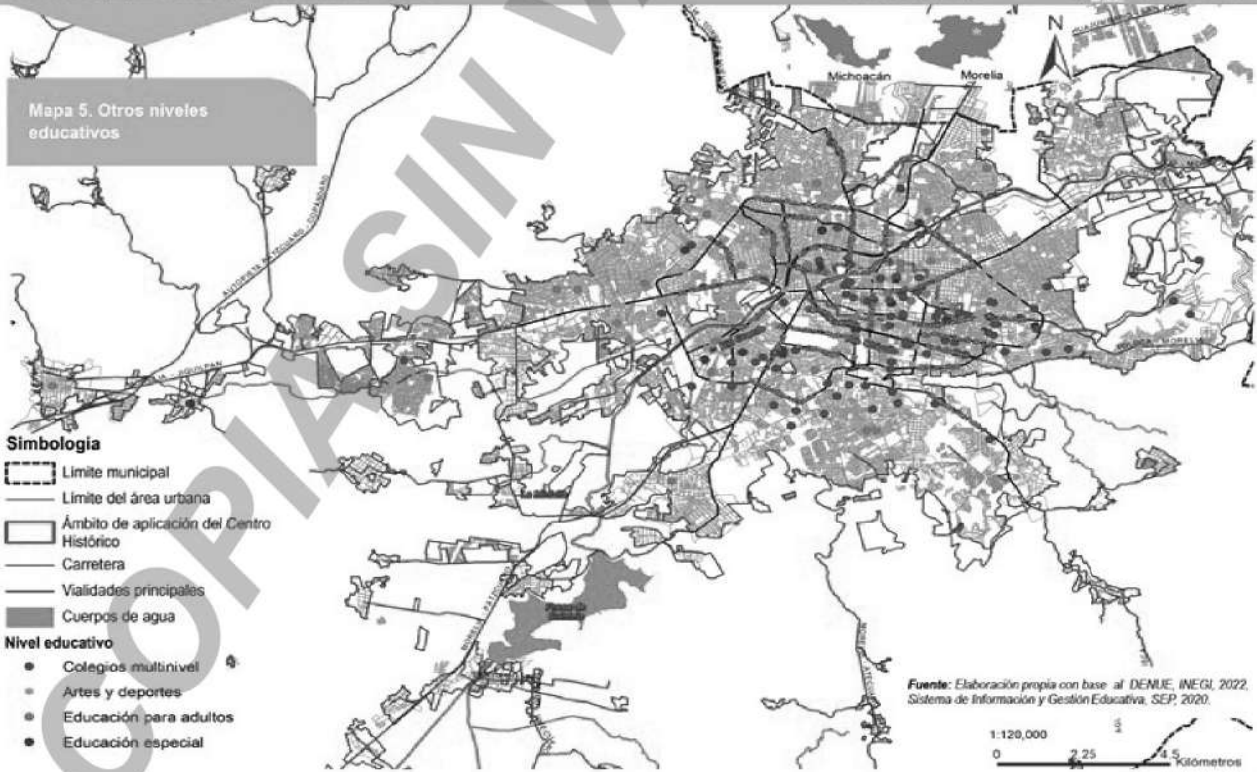 Mapa 5. Otros niveles
educativos
Michoacán
Morelia
N
COPIA SIN V
Simbología
Límite municipal
Límite del área urbana
Ámbito de aplicación del Centro
Histórico
Carretera
Vialidades principales
Cuerpos de agua
Nivel educativo
Colegios multinivel
Artes y deportes
Educación para adultos
Educación especial
Fuente: Elaboración propia con base al DENUE, INEGI, 2022,
Sistema de Información y Gestión Educativa, SEP, 2020.
1:120,000
0 2.25 4.5
Kilómetros